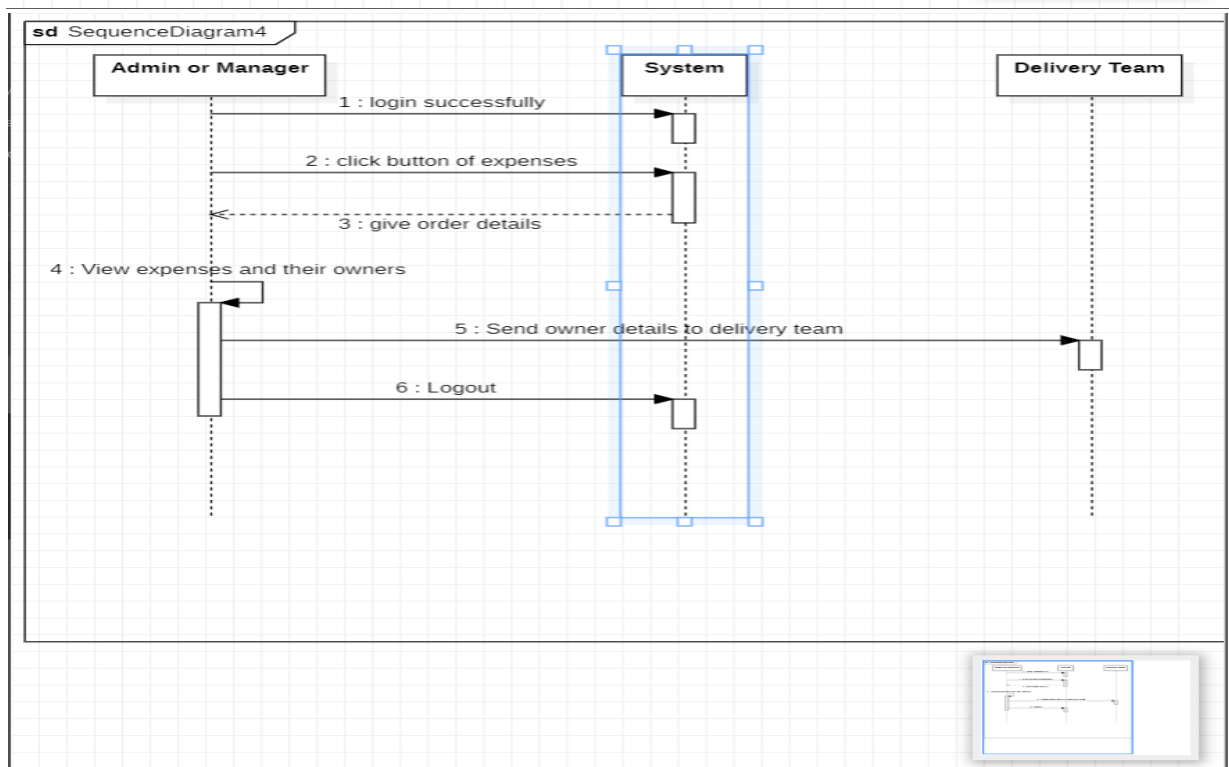 sd SequenceDiagram4
Admin or Manager
System
Delivery Team
1 : login successfully
2 : click button of expenses
3 : give order details
4 : View expenses and their owners
5 : Send owner details to delivery team
6 : Logout